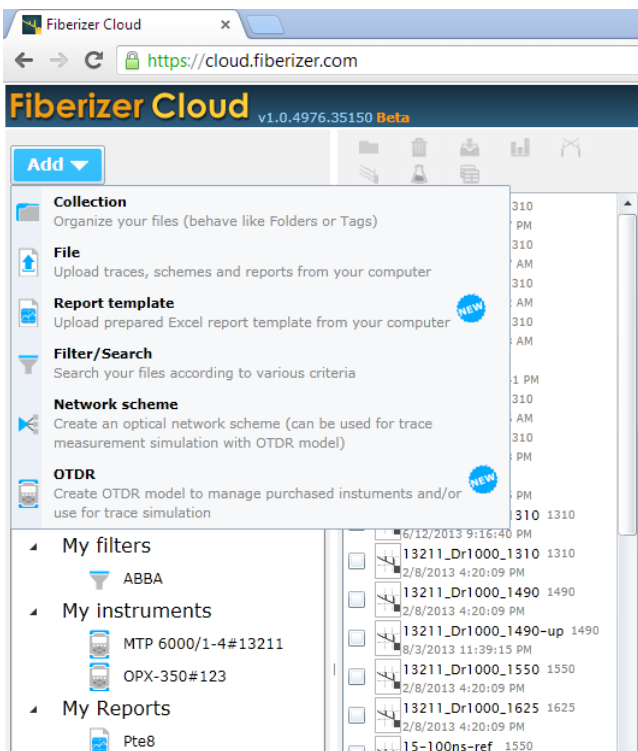 Fiberizer Cloud
https://cloud.fiberizer.com
Fiberizer Cloud v1.0.4976.35150 Beta
Add
Collection
Organize your files (behave like Folders or Tags)
File
Upload traces, schemes and reports from your computer
Report template
Upload prepared Excel report template from your computer
NEW
Filter/Search
Search your files according to various criteria
Network scheme
Create an optical network scheme (can be used for trace
measurement simulation with OTDR model)
OTDR
Create OTDR model to manage purchased instuments and/or
use for trace simulation
NEW
My filters
ABBA
My instruments
MTP 6000/1-4#13211
OPX-350#123
My Reports
Pte8
310
PM
310
AM
310
AM
310
AM
-1 PM
310
AM
310
PM
PM
1310 1310
6/12/2013 9:16:40 PM
13211_Dr1000_1310 1310
2/8/2013 4:20:09 PM
13211_Dr1000_1490 1490
2/8/2013 4:20:09 PM
13211_Dr1000_1490-up 1490
8/3/2013 11:39:15 PM
13211_Dr1000_1550 1550
2/8/2013 4:20:09 PM
13211_Dr1000_1625 1625
2/8/2013 4:20:09 PM
15-100ns-ref 1550